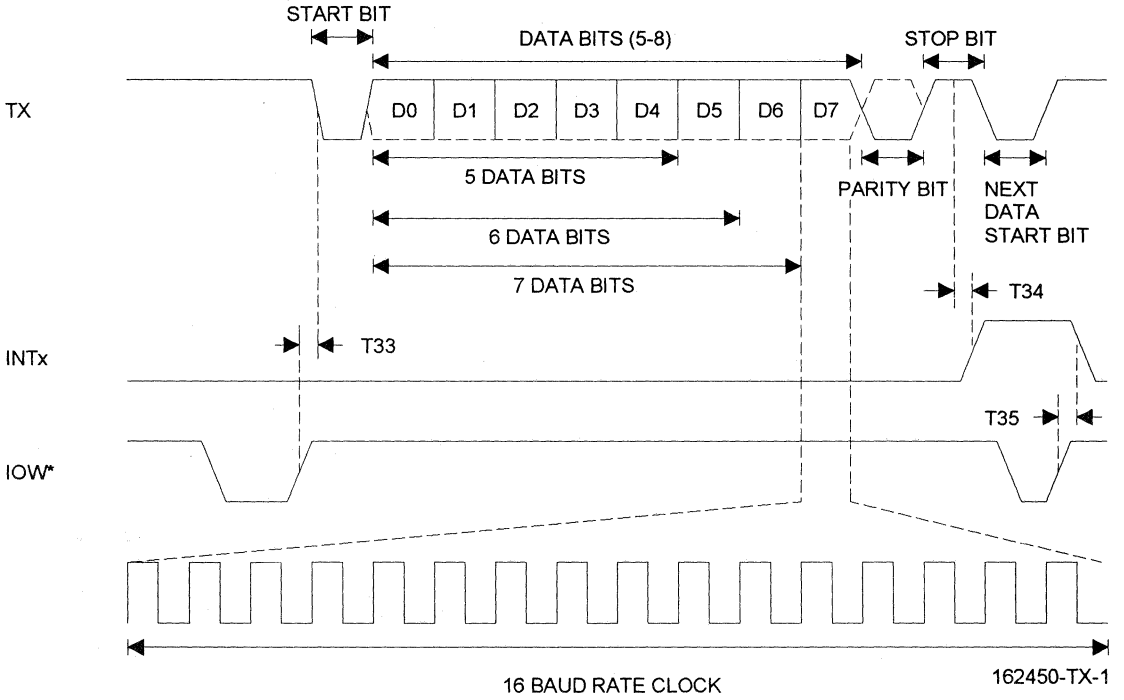 START BIT
DATA BITS (5-8)
STOP BIT
TX
D0 D1 D2 D3 D4 D5 D6 D7
5 DATA BITS
PARITY BIT
NEXT
DATA
START BIT
6 DATA BITS
7 DATA BITS
T34
T33
INTx
T35
IOW*
16 BAUD RATE CLOCK
162450-TX-1